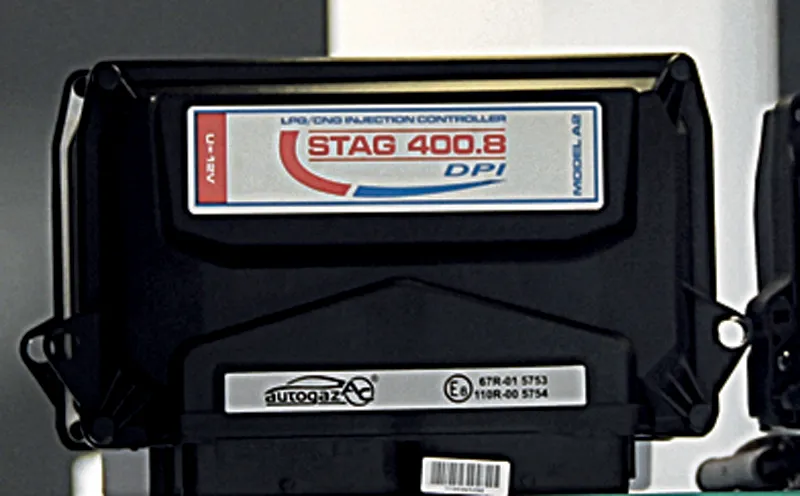 LPG/CNG INJECTION CONTROLLER
U=12V
STAG 400.8
DPI
MODEL A2
autogaz AC
E8
67R-01 5753
110R-00 5754